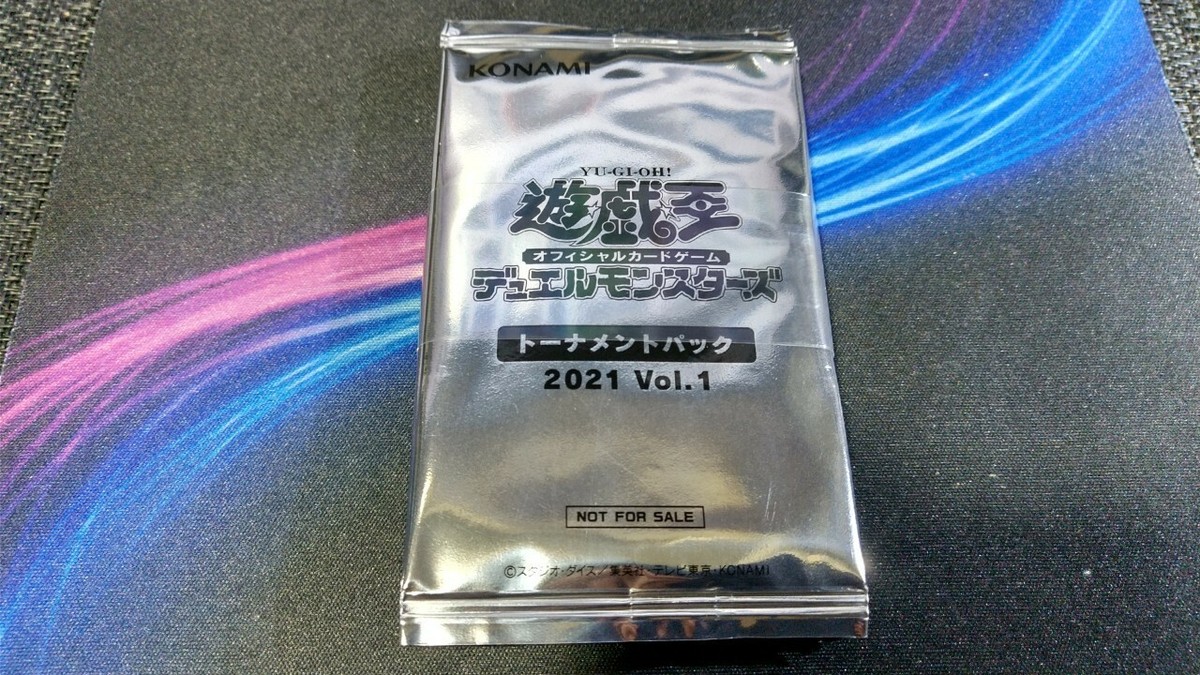 KONAMI
YU-GI-OH!
遊戯王
オフィシャルカードゲーム
デュエルモンスターズ
トーナメントパック
2021 Vol.1
NOT FOR SALE
©スタジオ・ダイス/集英社・テレビ東京・KONAMI